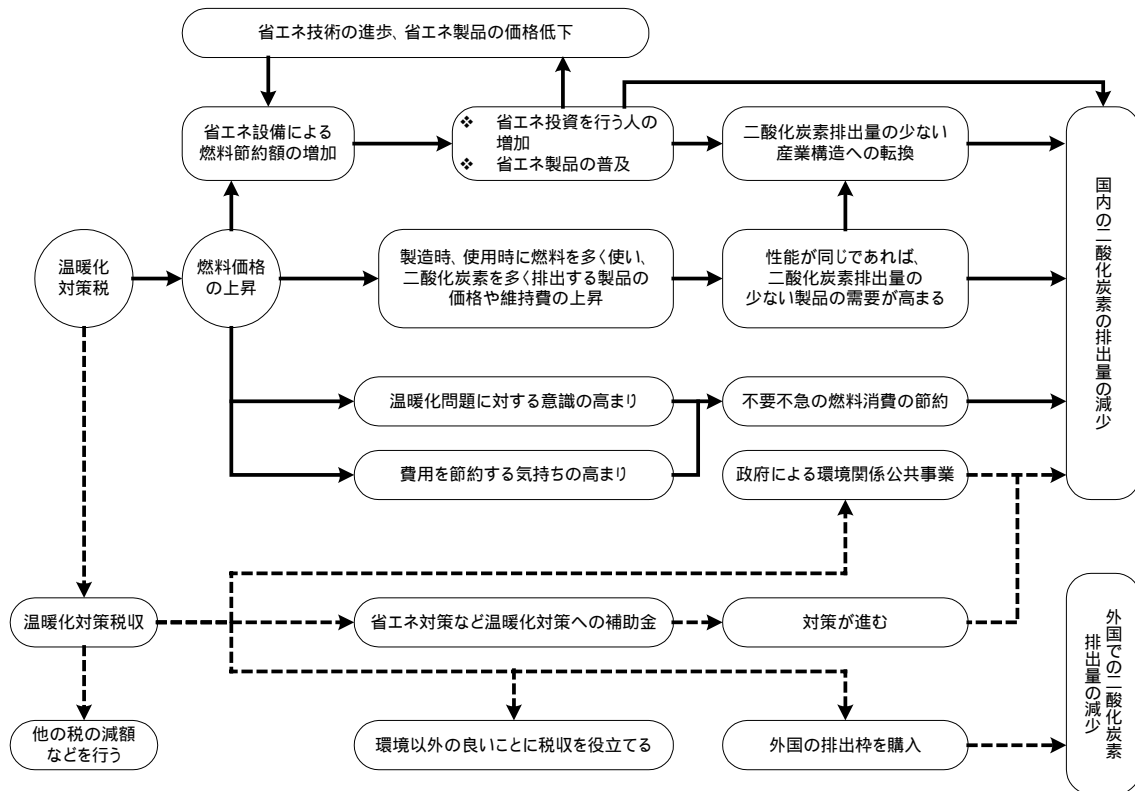 省エネ技術の進歩、省エネ製品の価格低下
省エネ設備による
燃料節約額の増加
❖ 省エネ投資を行う人の
増加
❖ 省エネ製品の普及
二酸化炭素排出量の少ない
産業構造への転換
温暖化
対策税
燃料価格
の上昇
製造時、使用時に燃料を多く使い、
二酸化炭素を多く排出する製品の
価格や維持費の上昇
性能が同じであれば、
二酸化炭素排出量の
少ない製品の需要が高まる
国内の二酸化炭素の排出量の減少
温暖化問題に対する意識の高まり
不要不急の燃料消費の節約
費用を節約する気持ちの高まり
政府による環境関係公共事業
温暖化対策税収
省エネ対策など温暖化対策への補助金
対策が進む
外国での二酸化炭素
排出量の減少
他の税の減額
などを行う
環境以外の良いことに税収を役立てる
外国の排出枠を購入